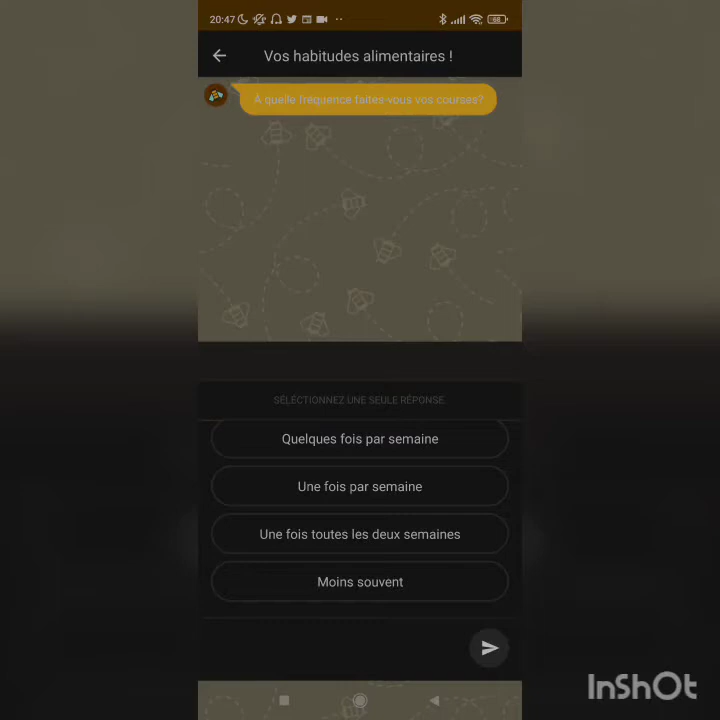 20:47
68
Vos habitudes alimentaires !
À quelle fréquence faites-vous vos courses?
SÉLECTIONNEZ UNE SEULE RÉPONSE
Quelques fois par semaine
Une fois par semaine
Une fois toutes les deux semaines
Moins souvent
InShOt